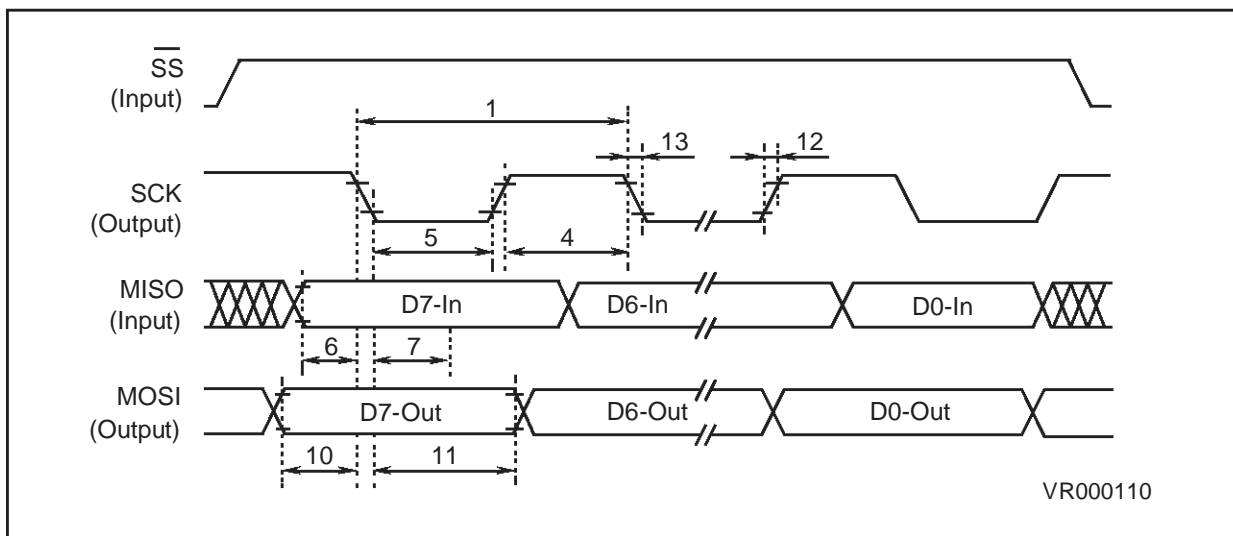 SS
(Input)
1
13
12
SCK
(Output)
5
4
MISO
(Input)
D7-In
D6-In
D0-In
6
7
MOSI
(Output)
D7-Out
D6-Out
D0-Out
10
11
VR000110